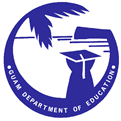 •GUAM DEPARTMENT OF EDUCATION•